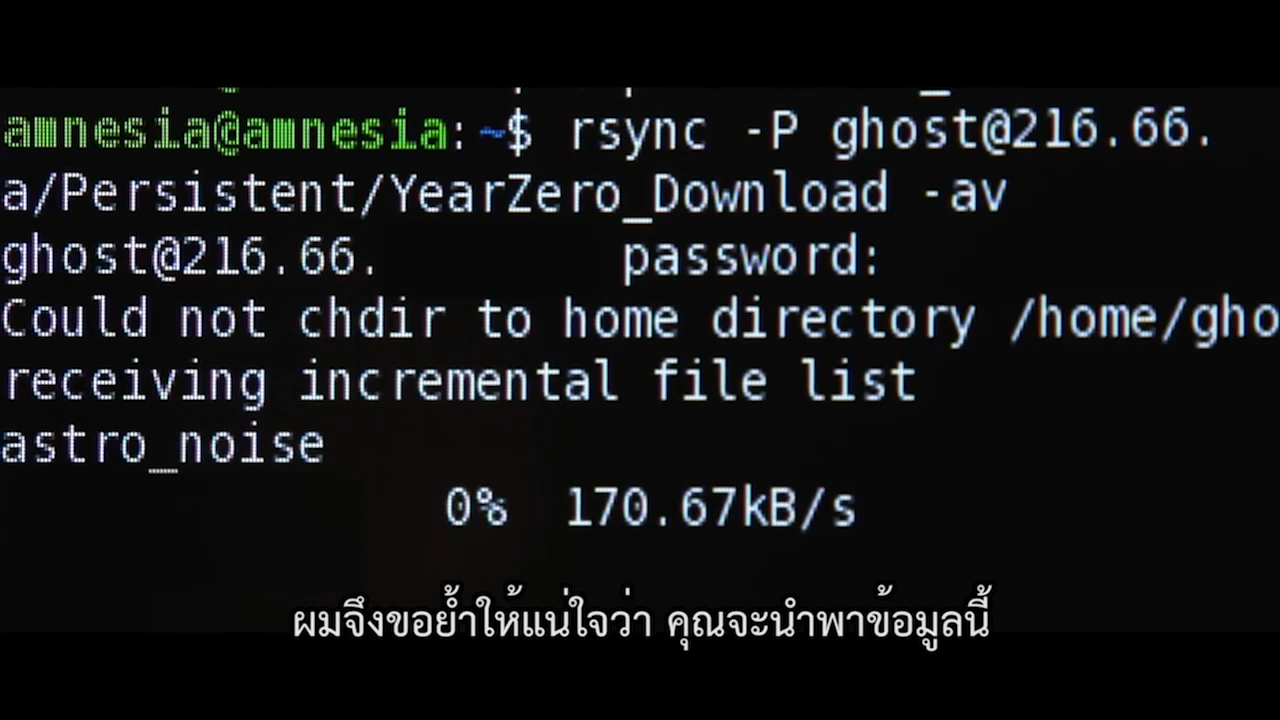 amnesia@amnesia:~$ rsync -P ghost@216.66.
a/Persistent/YearZero_Download -av
ghost@216.66. password:
Could not chdir to home directory /home/gho
receiving incremental file list
astro_noise
0% 170.67kB/s
ผมจึงขอย้ำให้แน่ใจว่า คุณจะนำพาข้อมูลนี้